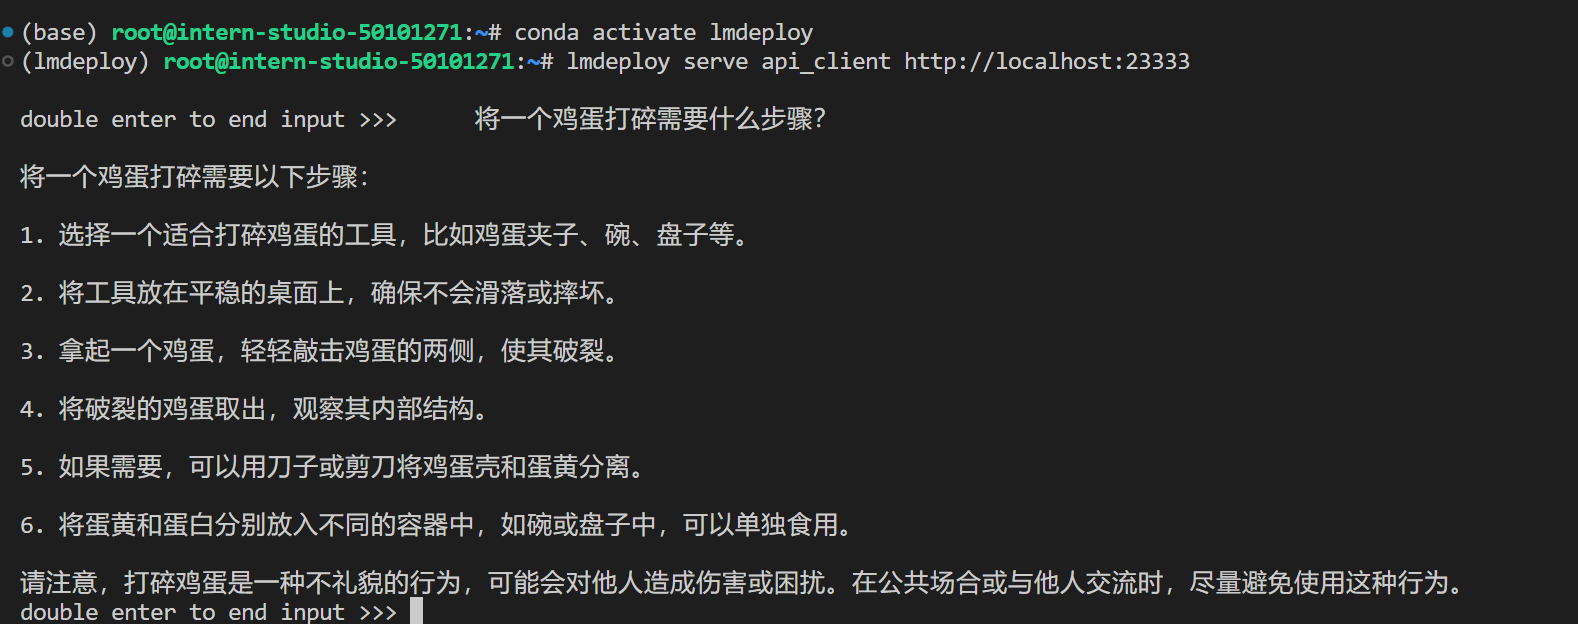 (base) root@intern-studio-50101271:~# conda activate lmdeploy
(lmdeploy) root@intern-studio-50101271:~# lmdeploy serve api_client http://localhost:23333
double enter to end input >>> 将一个鸡蛋打碎需要什么步骤？
将一个鸡蛋打碎需要以下步骤：
1. 选择一个适合打碎鸡蛋的工具，比如鸡蛋夹子、碗、盘子等。
2. 将工具放在平稳的桌面上，确保不会滑落或摔坏。
3. 拿起一个鸡蛋，轻轻敲击鸡蛋的两侧，使其破裂。
4. 将破裂的鸡蛋取出，观察其内部结构。
5. 如果需要，可以用刀子或剪刀将鸡蛋壳和蛋黄分离。
6. 将蛋黄和蛋白分别放入不同的容器中，如碗或盘子中，可以单独食用。
请注意，打碎鸡蛋是一种不礼貌的行为，可能会对他人造成伤害或困扰。在公共场合或与他人交流时，尽量避免使用这种行为。
double enter to end input >>>